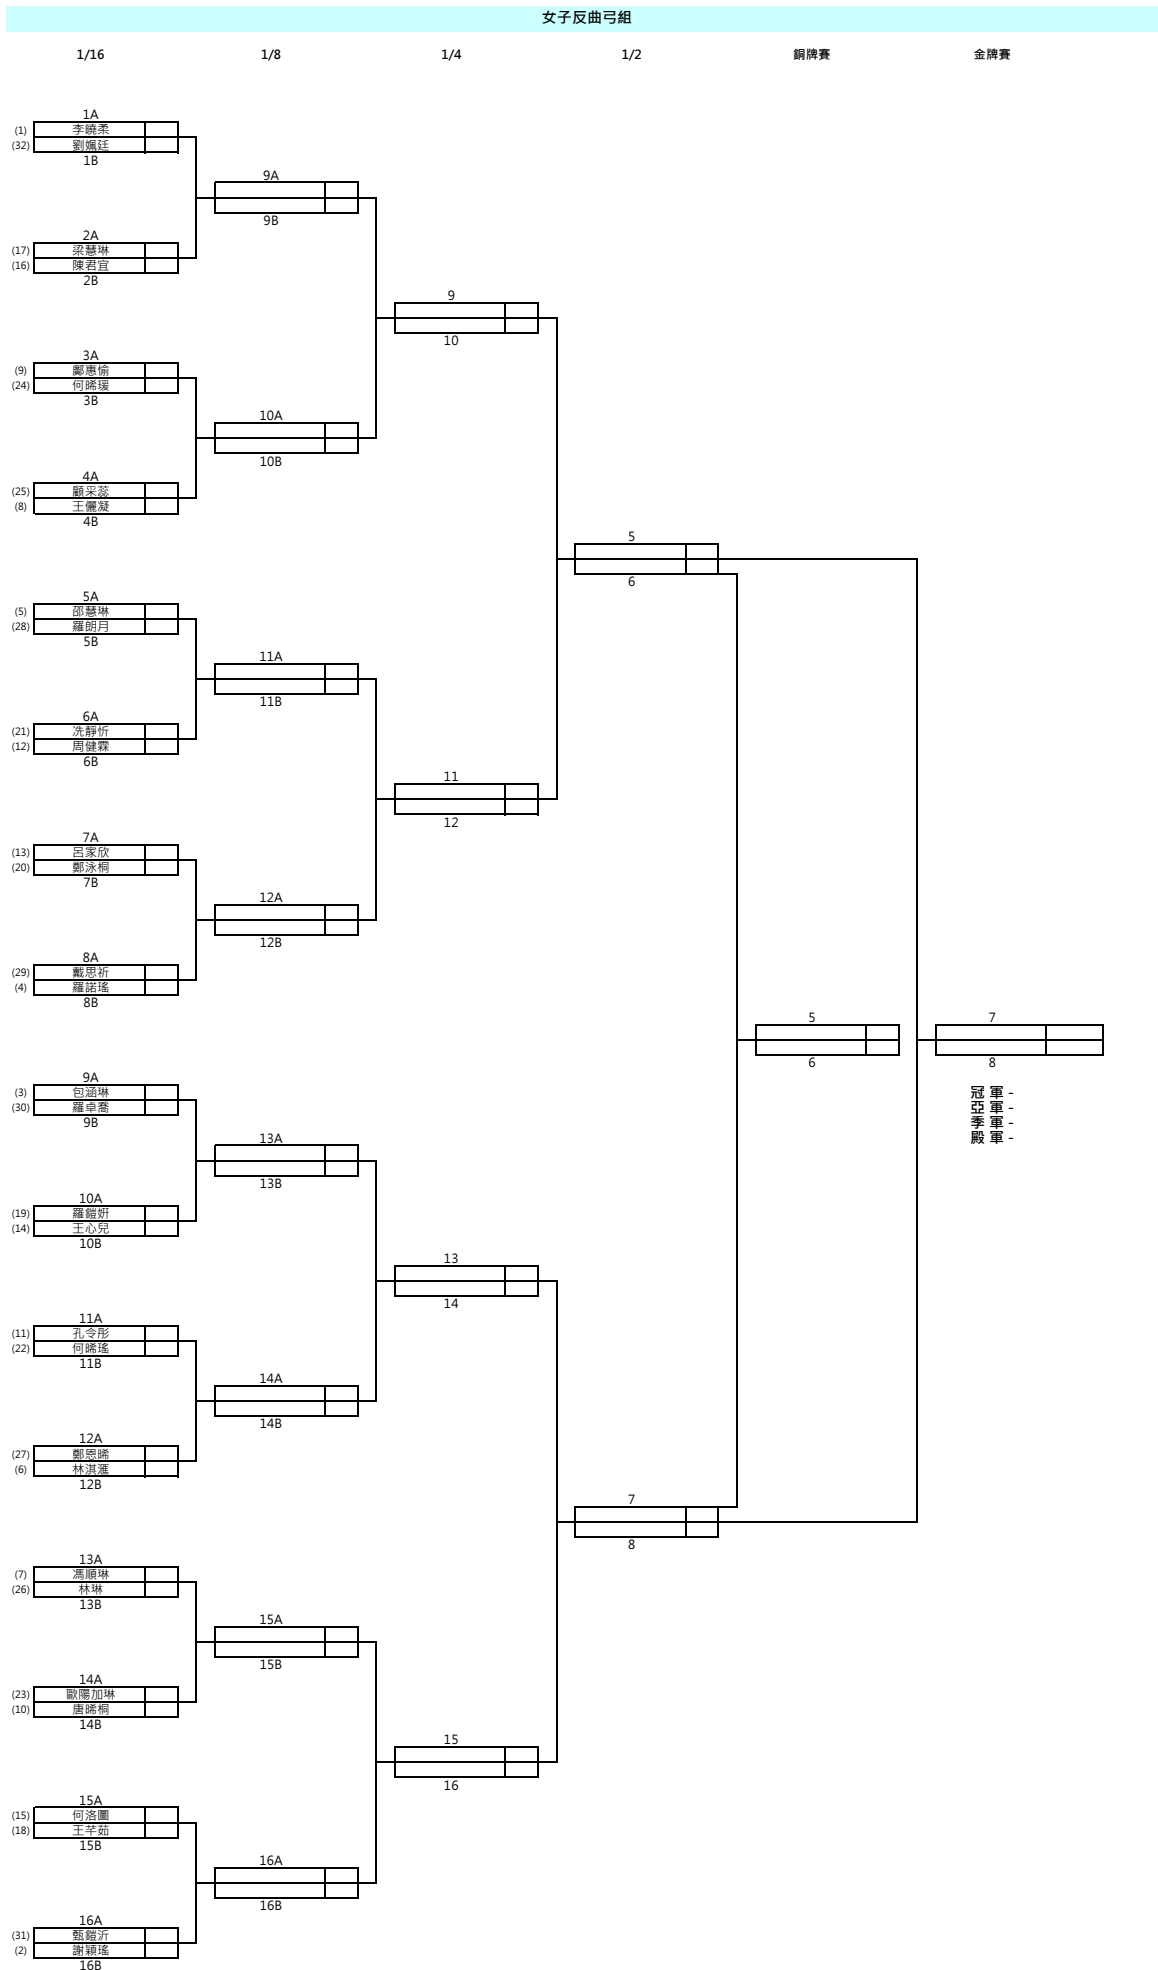 女子反曲弓組
1/16 1/8 1/4 1/2 銅牌賽 金牌賽
1A
(1) 李曉柔
(32) 劉姵廷
1B
9A
9B
2A
(17) 梁慧琳
(16) 陳君宜
2B
9
10
3A
(9) 鄺惠愉
(24) 何晞瑗
3B
10A
10B
4A
(25) 顧采蕊
(8) 王儷凝
4B
5
6
5A
(5) 邵慧琳
(28) 羅朗月
5B
11A
11B
6A
(21) 冼靜忻
(12) 周健霖
6B
11
12
7A
(13) 呂家欣
(20) 鄭泳桐
7B
12A
12B
8A
(29) 戴思祈
(4) 羅諾瑤
8B
5 7
6 8
9A
(3) 包涵琳
(30) 羅卓喬
9B
冠 軍 -
亞 軍 -
季 軍 -
殿 軍 -
13A
13B
10A
(19) 羅鎧妍
(14) 王心兒
10B
13
14
11A
(11) 孔令彤
(22) 何晞瑤
11B
14A
14B
12A
(27) 鄭恩晞
(6) 林淇滙
12B
7
8
13A
(7) 馮順琳
(26) 林琳
13B
15A
15B
14A
(23) 歐陽加琳
(10) 唐晞桐
14B
15
16
15A
(15) 何洛圖
(18) 王芊茹
15B
16A
16B
16A
(31) 甄鎧沂
(2) 謝穎瑤
16B